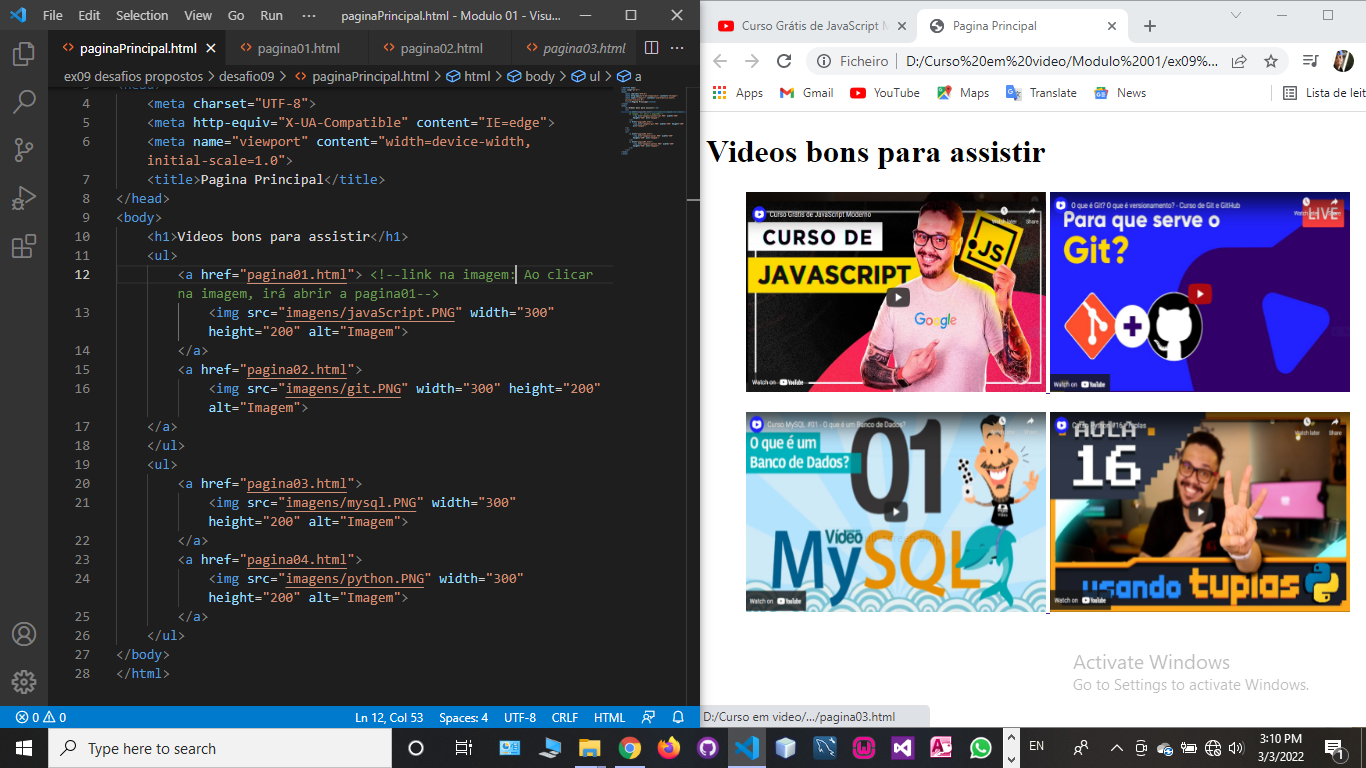 File Edit Selection View Go Run ··· paginaPrincipal.html - Modulo 01 - Visu...
paginaPrincipal.html pagina01.html pagina02.html pagina03.html
ex09 desafios propostos > desafio09 > paginaPrincipal.html > html > body > ul > a
4 <meta charset="UTF-8">
5 <meta http-equiv="X-UA-Compatible" content="IE=edge">
6 <meta name="viewport" content="width=device-width,
initial-scale=1.0">
7 <title>Pagina Principal</title>
8 </head>
9 <body>
10 <h1>Videos bons para assistir</h1>
11 <ul>
12 <a href="pagina01.html"> <!--link na imagem: Ao clicar
na imagem, irá abrir a pagina01-->
13 <img src="imagens/javaScript.PNG" width="300"
height="200" alt="Imagem">
14 </a>
15 <a href="pagina02.html">
16 <img src="imagens/git.PNG" width="300" height="200"
alt="Imagem">
17 </a>
18 </ul>
19 <ul>
20 <a href="pagina03.html">
21 <img src="imagens/mysql.PNG" width="300"
height="200" alt="Imagem">
22 </a>
23 <a href="pagina04.html">
24 <img src="imagens/python.PNG" width="300"
height="200" alt="Imagem">
25 </a>
26 </ul>
27 </body>
28 </html>
0 0 Ln 12, Col 53 Spaces: 4 UTF-8 CRLF HTML
Curso Grátis de JavaScript M Pagina Principal
Ficheiro D:/Curso%20em%20video/Modulo%2001/ex09%...
Apps Gmail YouTube Maps Translate News Lista de leit
Videos bons para assistir
Curso Grátis de JavaScript Moderno
Watch later Share
CURSO DE
JAVASCRIPT
JS
Google
Watch on YouTube
O que é Git? O que é versionamento? - Curso de Git e GitHub
LIVE
Para que serve o
Git?
Watch on YouTube
Curso MySQL #01 - O que é um Banco de Dados?
Watch later Share
O que é um
Banco de Dados?
01
Vídeo
MySQL
Watch on YouTube
Curso Python #16 - Tuplas
Watch later Share
AULA
16
usando tuplas
Watch on YouTube
Activate Windows
Go to Settings to activate Windows.
D:/Curso em video/.../pagina03.html
Type here to search
EN
3:10 PM
3/3/2022
1